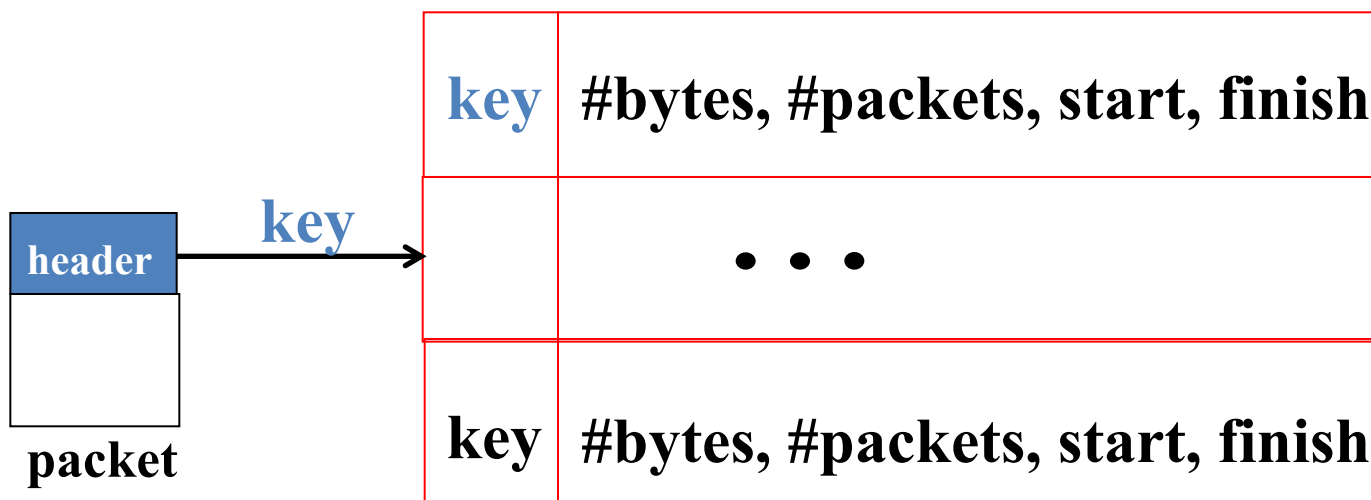 key #bytes, #packets, start, finish
key
header
. . .
key #bytes, #packets, start, finish
packet